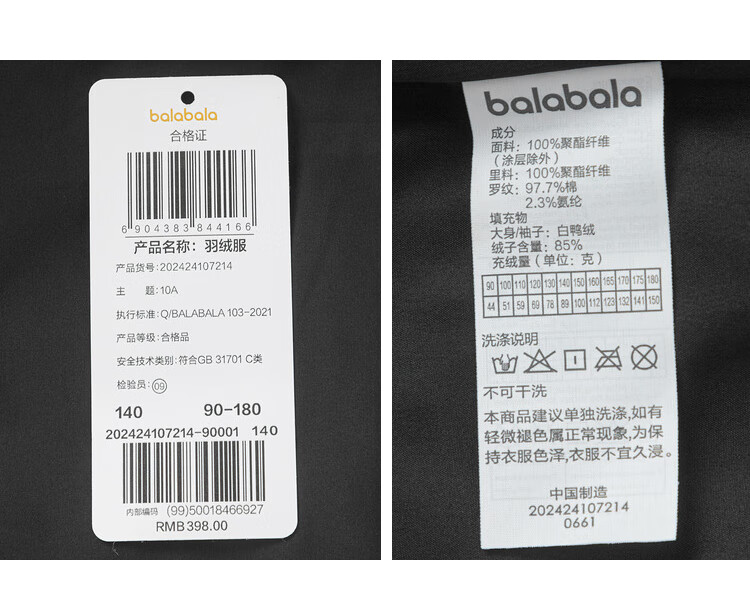 balabala
合格证
6904383844166
产品名称：羽绒服
产品货号:202424107214
主 题:10A
执行标准:Q/BALABALA 103-2021
产品等级:合格品
安全技术类别:符合GB 31701 C类
检验员:09
140 90-180
202424107214-90001 140
内部编码 (99)50018466927
RMB398.00
balabala
成分
面料：100%聚酯纤维
（涂层除外）
里料：100%聚酯纤维
罗纹：97.7%棉
2.3%氨纶
填充物
大身/袖子：白鸭绒
绒子含量：85%
充绒量（单位：克）
90 100 110 120 130 140 150 160 165 170 175 180
44 51 59 69 78 89 100 112 123 132 141 150
洗涤说明
不可干洗
本商品建议单独洗涤,如有
轻微褪色属正常现象,为保
持衣服色泽,衣服不宜久浸。
中国制造
202424107214
0661